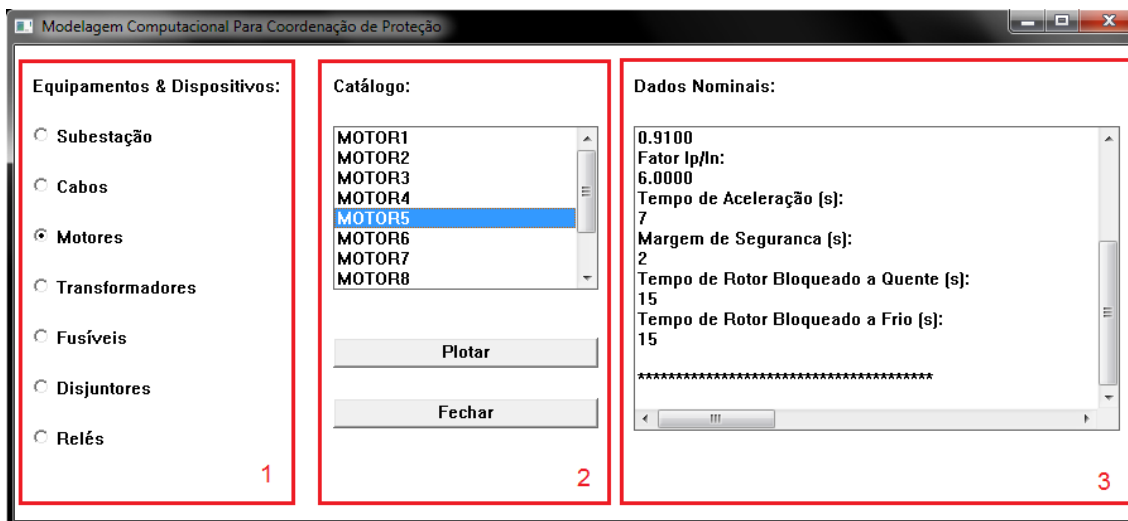 Modelagem Computacional Para Coordenação de Proteção
Equipamentos & Dispositivos:
Subestação
Cabos
Motores
Transformadores
Fusíveis
Disjuntores
Relés
1
Catálogo:
MOTOR1
MOTOR2
MOTOR3
MOTOR4
MOTOR5
MOTOR6
MOTOR7
MOTOR8
Plotar
Fechar
2
Dados Nominais:
0.9100
Fator Ip/In:
6.0000
Tempo de Aceleração (s):
7
Margem de Seguranca (s):
2
Tempo de Rotor Bloqueado a Quente (s):
15
Tempo de Rotor Bloqueado a Frio (s):
15
***************************************
3